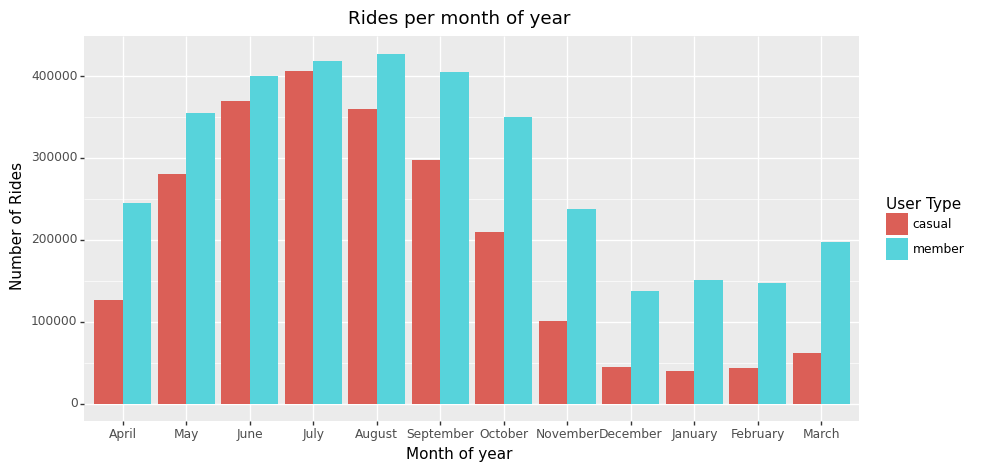 Rides per month of year
Number of Rides
400000
300000
200000
100000
0
April May June July August September October November December January February March
Month of year
User Type
casual
member